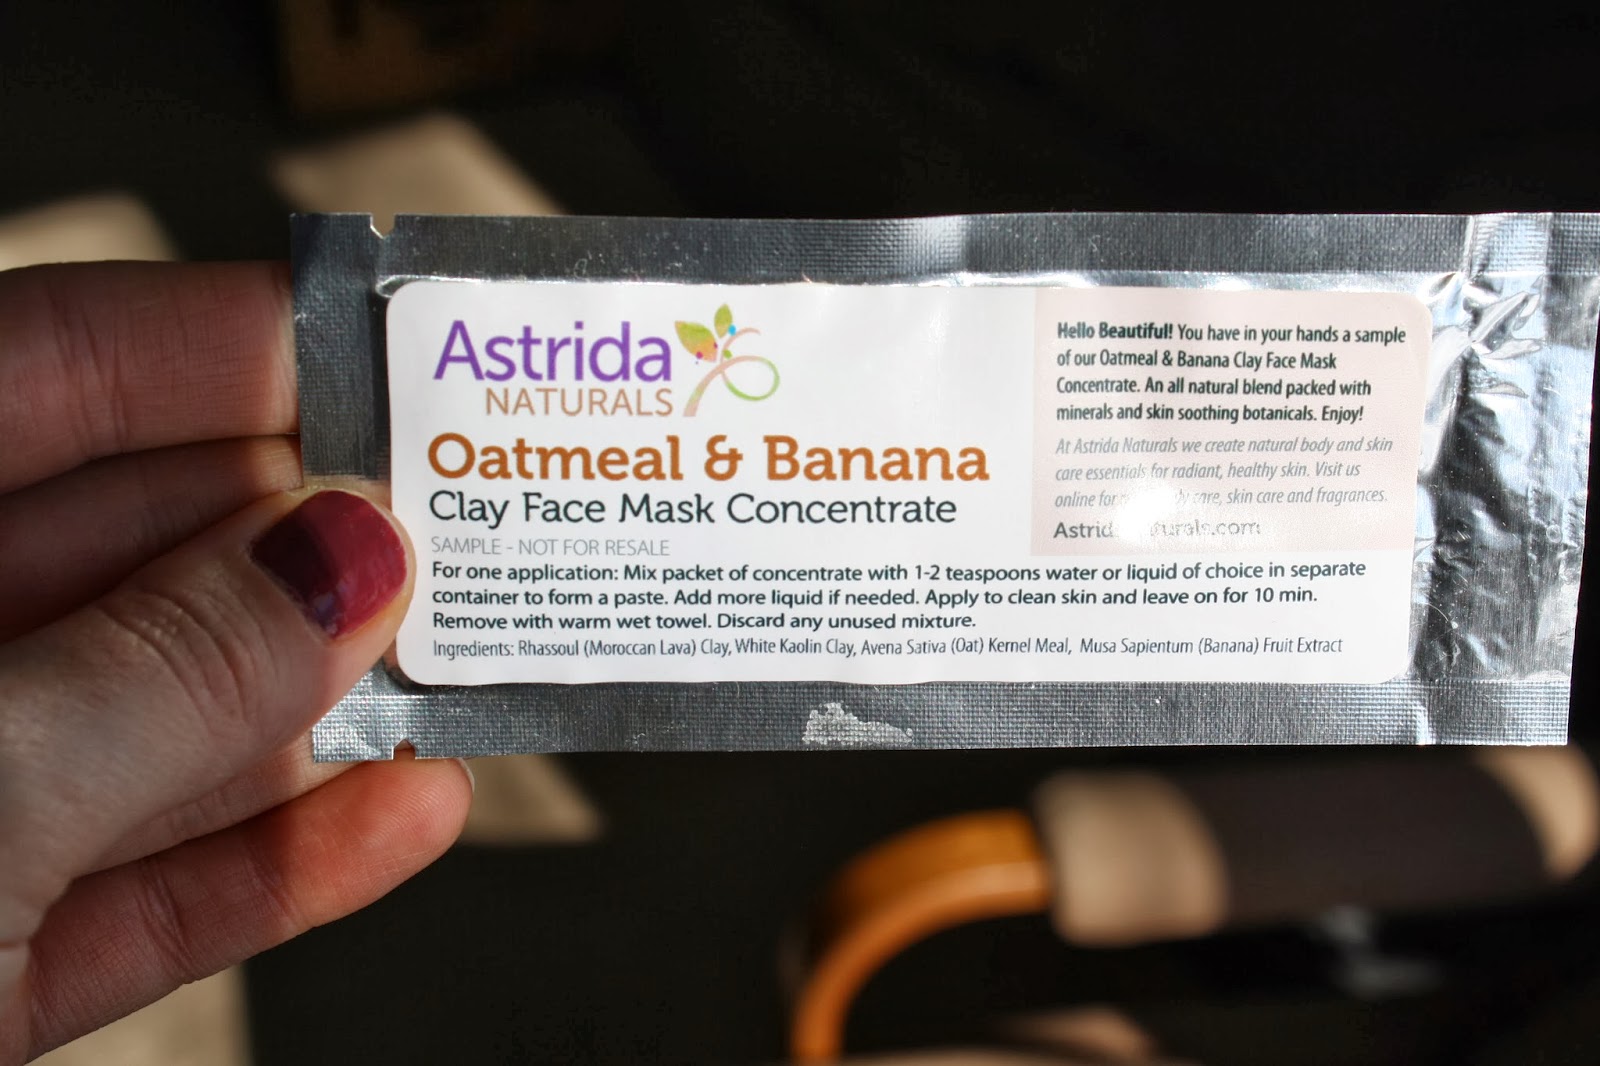 Astrida
NATURALS
Oatmeal & Banana
Clay Face Mask Concentrate
SAMPLE - NOT FOR RESALE
Hello Beautiful! You have in your hands a sample
of our Oatmeal & Banana Clay Face Mask
Concentrate. An all natural blend packed with
minerals and skin soothing botanicals. Enjoy!
At Astrida Naturals we create natural body and skin
care essentials for radiant, healthy skin. Visit us
online for care, skin care and fragrances.
For one application: Mix packet of concentrate with 1-2 teaspoons water or liquid of choice in separate
container to form a paste. Add more liquid if needed. Apply to clean skin and leave on for 10 min.
Remove with warm wet towel. Discard any unused mixture.
Ingredients: Rhassoul (Moroccan Lava) Clay, White Kaolin Clay, Avena Sativa (Oat) Kernel Meal, Musa Sapientum (Banana) Fruit Extract